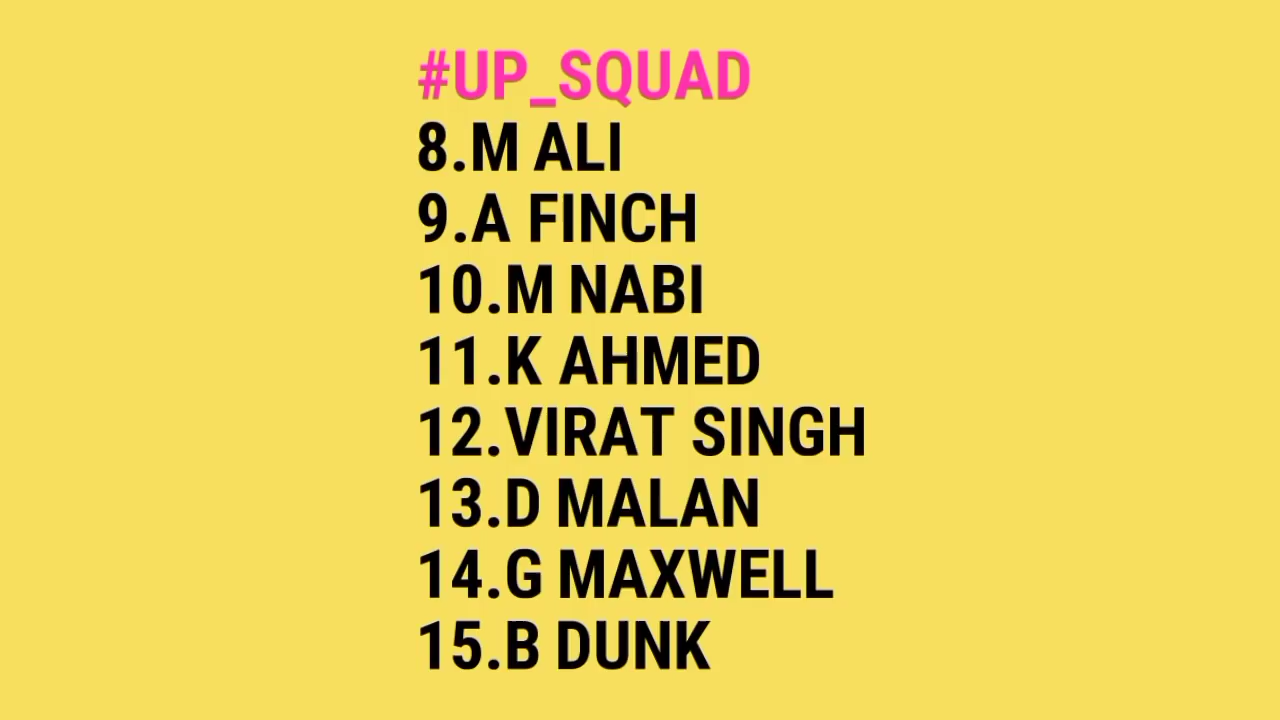 #UP_SQUAD
8.M ALI
9.A FINCH
10.M NABI
11.K AHMED
12.VIRAT SINGH
13.D MALAN
14.G MAXWELL
15.B DUNK